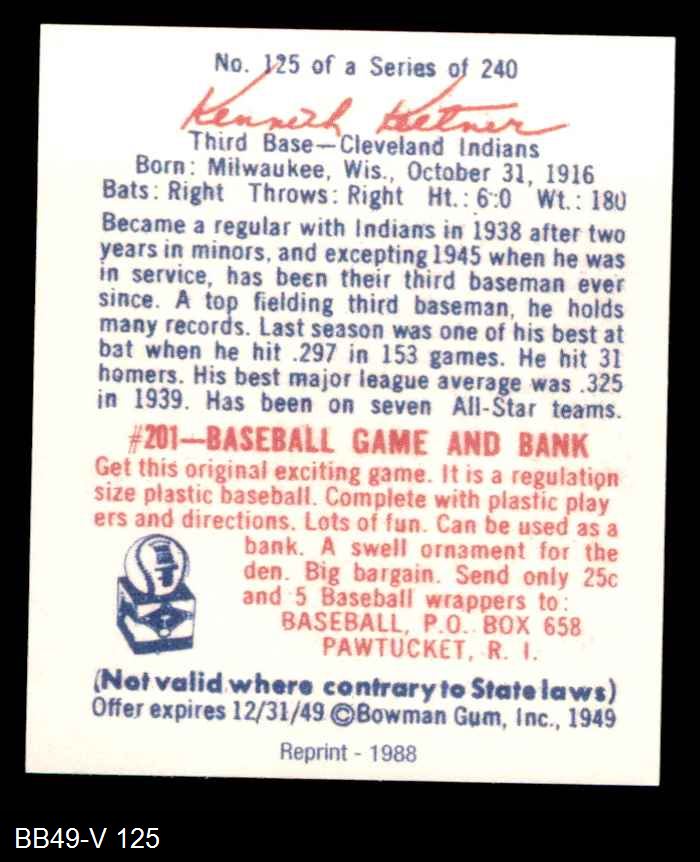 No. 125 of a Series of 240
Kenneth Keltner
Third Base—Cleveland Indians
Born: Milwaukee, Wis., October 31, 1916
Bats: Right Throws: Right Ht.: 6:0 Wt.: 180
Became a regular with Indians in 1938 after two
years in minors, and excepting 1945 when he was
in service, has been their third baseman ever
since. A top fielding third baseman, he holds
many records. Last season was one of his best at
bat when he hit .297 in 153 games. He hit 31
homers. His best major league average was .325
in 1939. Has been on seven All-Star teams.
#201—BASEBALL GAME AND BANK
Get this original exciting game. It is a regulation
size plastic baseball. Complete with plastic play
ers and directions. Lots of fun. Can be used as a
bank. A swell ornament for the
den. Big bargain. Send only 25c
and 5 Baseball wrappers to:
BASEBALL, P.O. BOX 658
PAWTUCKET, R. I.
(Not valid where contrary to State laws)
Offer expires 12/31/49 ©Bowman Gum, Inc., 1949
Reprint - 1988
BB49-V 125